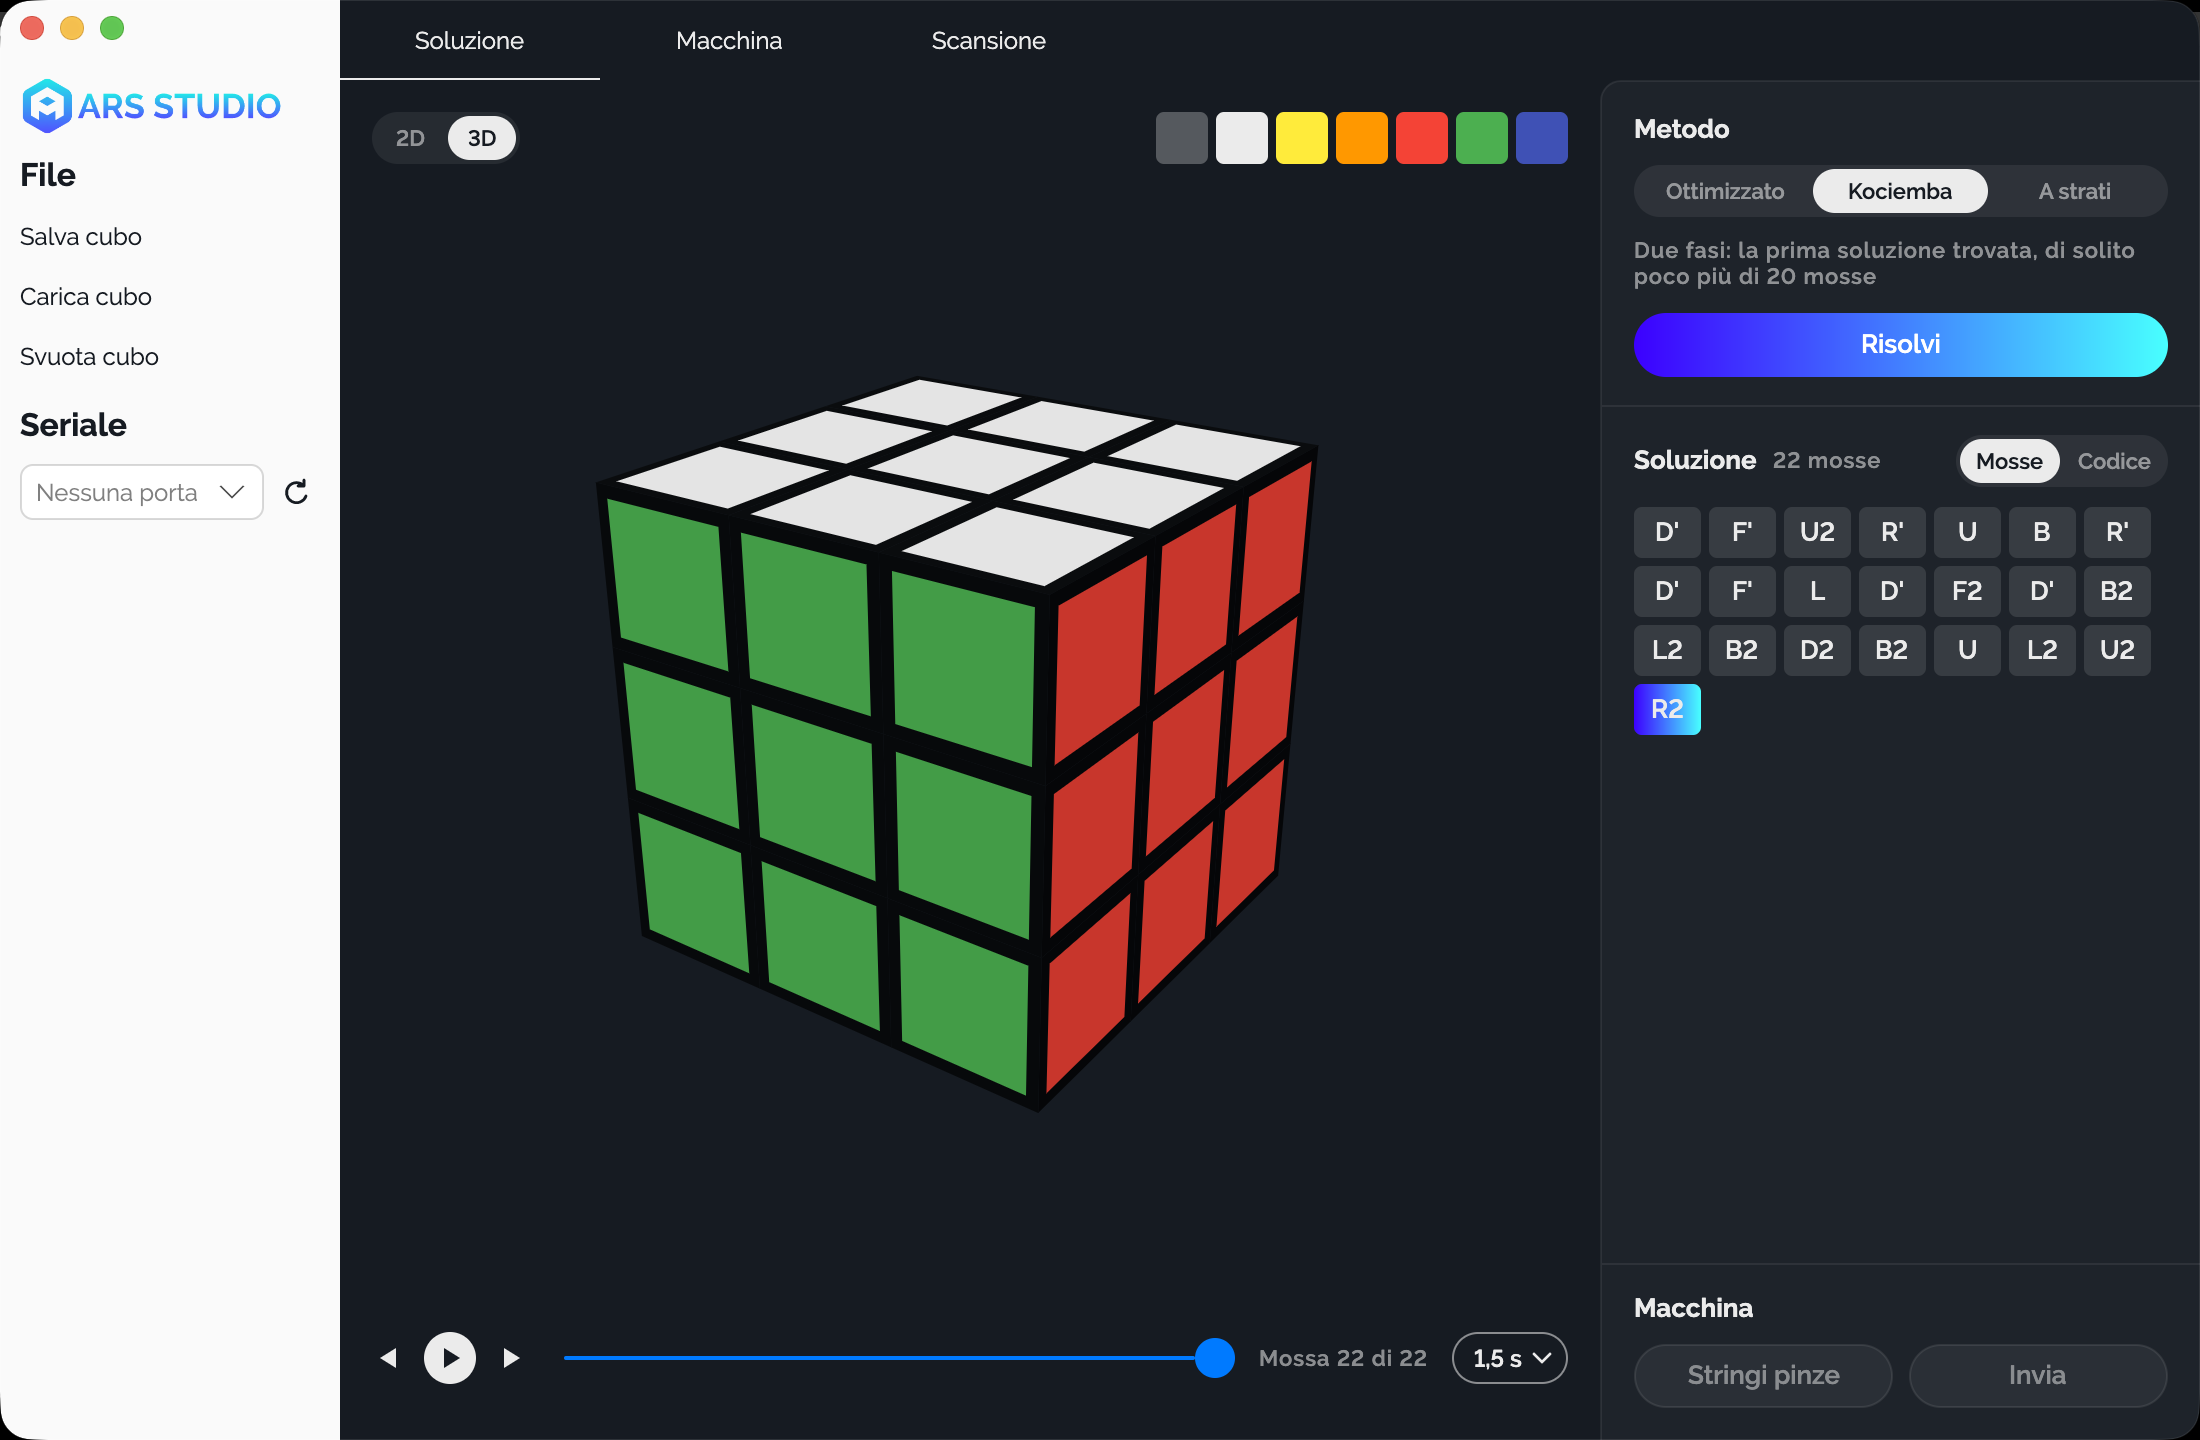 Soluzione
Macchina
Scansione
ARS STUDIO
File
Salva cubo
Carica cubo
Svuota cubo
Seriale
Nessuna porta
2D
3D
Mossa 22 di 22
1,5 s
Metodo
Ottimizzato
Kociemba
A strati
Due fasi: la prima soluzione trovata, di solito
poco più di 20 mosse
Risolvi
Soluzione 22 mosse
Mosse
Codice
D' F' U2 R' U B R'
D' F' L D' F2 D' B2
L2 B2 D2 B2 U L2 U2
R2
Macchina
Stringi pinze
Invia